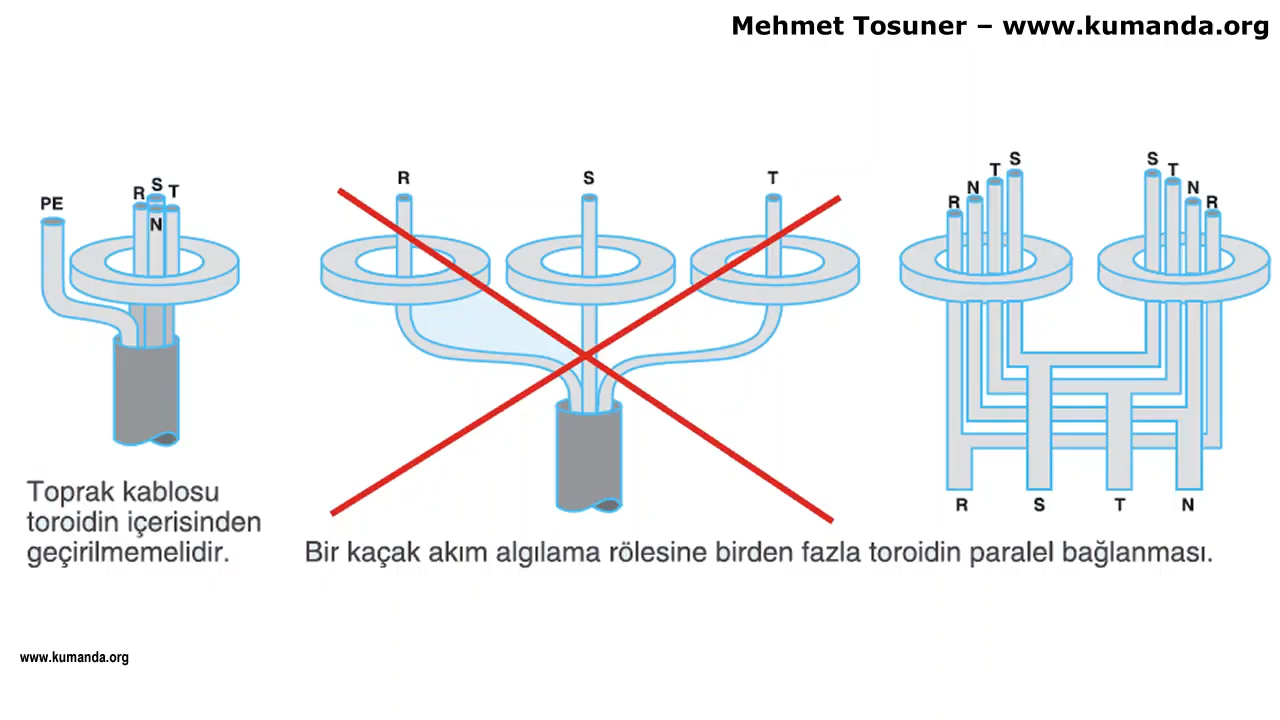 Mehmet Tosuner – www.kumanda.org
PE
R
S
T
N
R
S
T
R
N
T
S
S
T
N
R
R
S
T
N
Toprak kablosu
toroidin içerisinden
geçirilmemelidir.
Bir kaçak akım algılama rölesine birden fazla toroidin paralel bağlanması.
www.kumanda.org